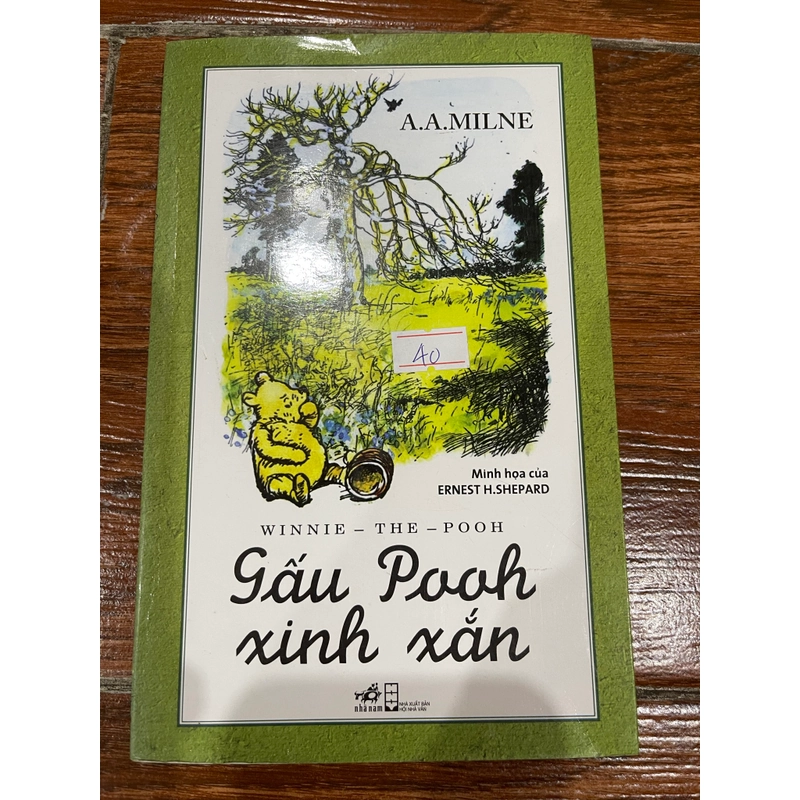 A.A.MILNE
40
Minh họa của
ERNEST H.SHEPARD
WINNIE – THE – POOH
Gấu Pooh
xinh xắn
nhã nam
NHÀ XUẤT BẢN
HỘI NHÀ VĂN